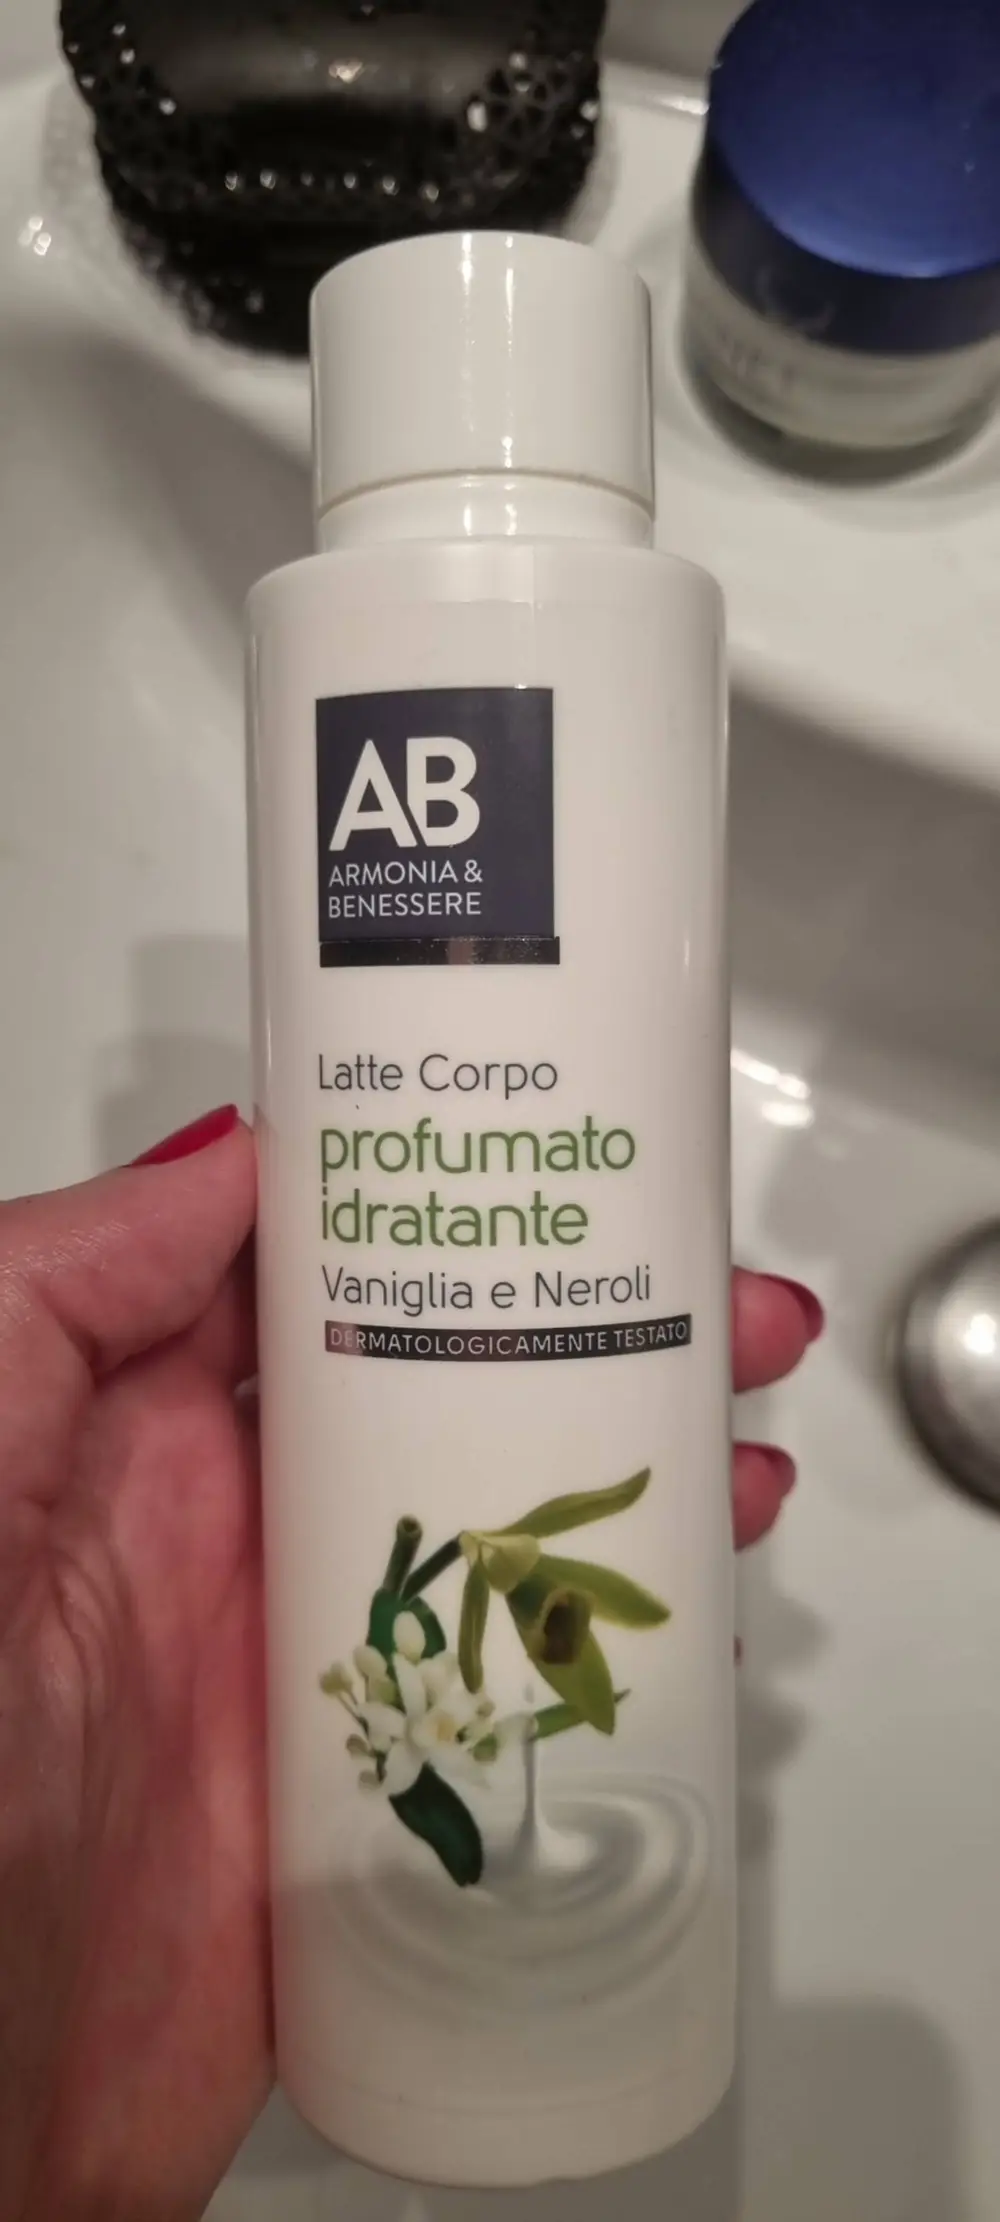 AB
ARMONIA &
BENESSERE
Latte Corpo
profumato
idratante
Vaniglia e Neroli
DERMATOLOGICAMENTE TESTATO